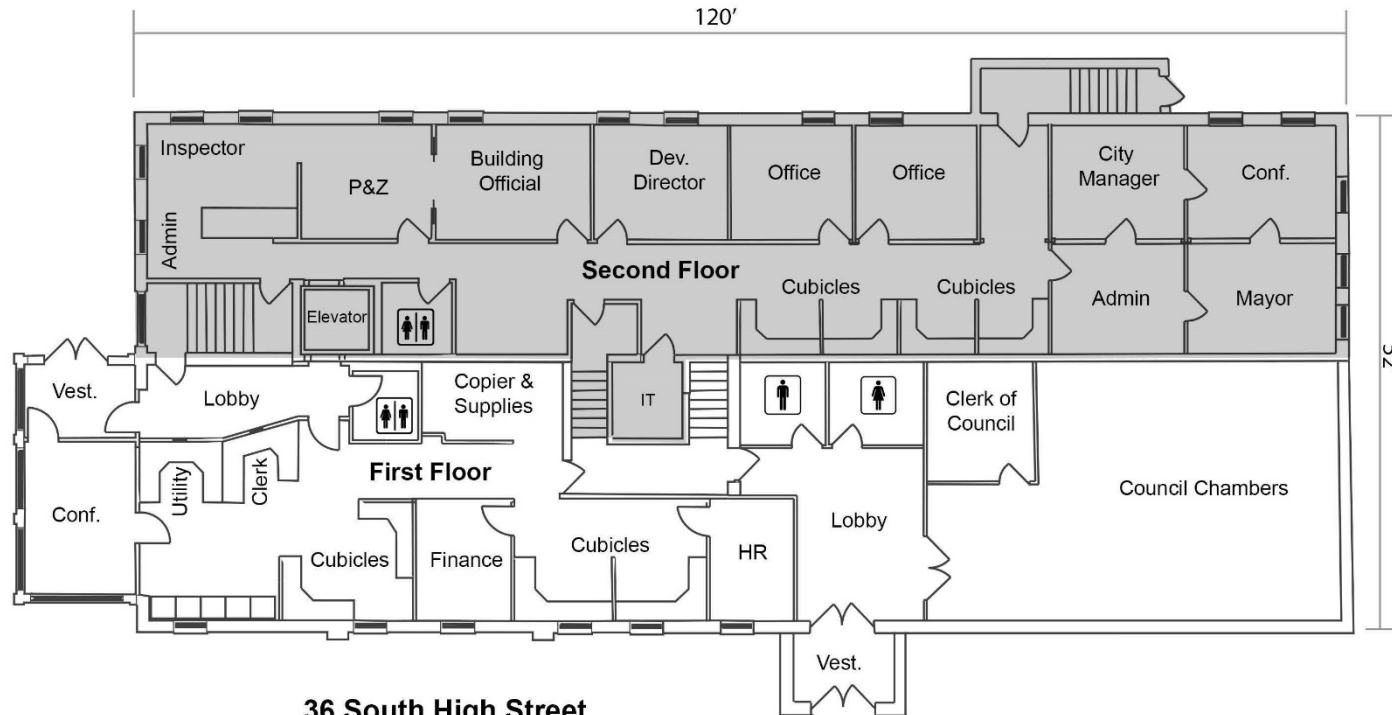 120’
Inspector
P&Z
Building
Official
Dev.
Director
Office
Office
City
Manager
Conf.
Admin
Second Floor
Cubicles
Cubicles
Admin
Mayor
Elevator
Vest.
Lobby
Copier &
Supplies
IT
Clerk of
Council
First Floor
Utility
Clerk
Conf.
Council Chambers
Lobby
Cubicles
Finance
Cubicles
HR
Vest.
36 South High Street